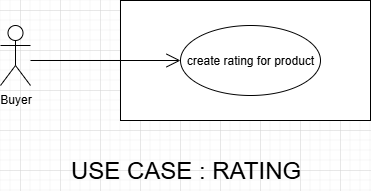 create rating for product
Buyer
USE CASE : RATING